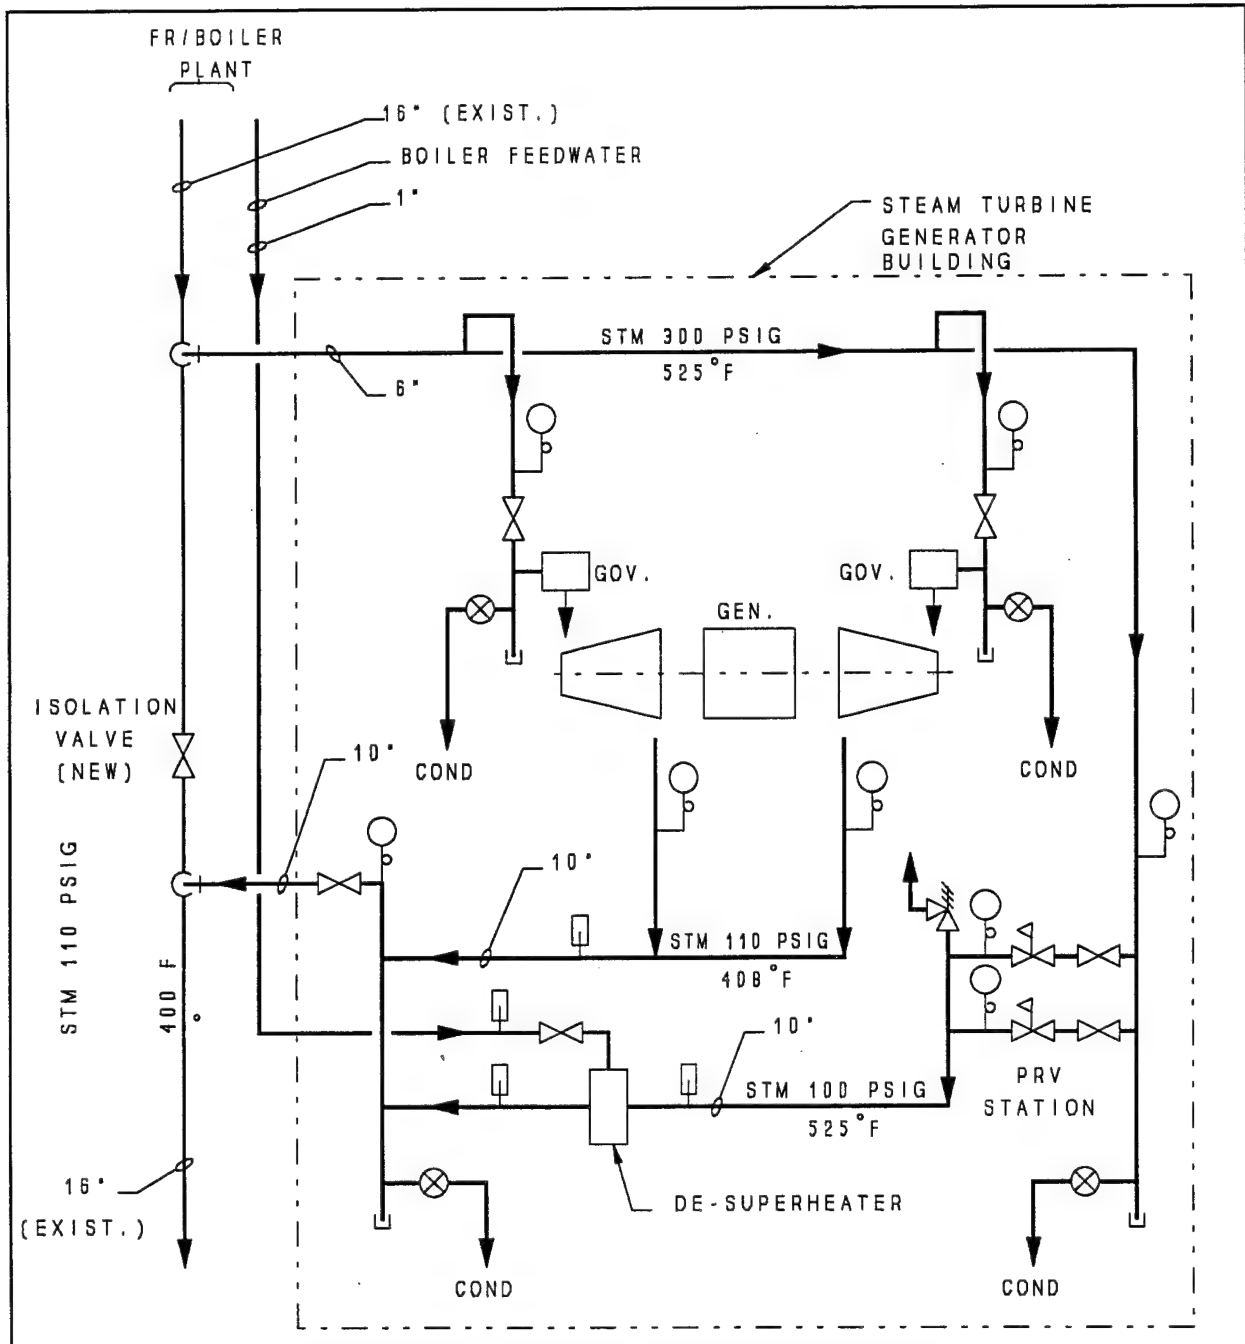 FR/BOILER
PLANT
16" (EXIST.)
BOILER FEEDWATER
1"
STEAM TURBINE
GENERATOR
BUILDING
STM 300 PSIG
525°F
6"
GOV.
GOV.
GEN.
ISOLATION
VALVE
(NEW)
10"
COND
COND
10"
STM 110 PSIG
408°F
STM 110 PSIG
400°F
10"
STM 100 PSIG
525°F
PRV
STATION
16"
(EXIST.)
DE-SUPERHEATER
COND
COND